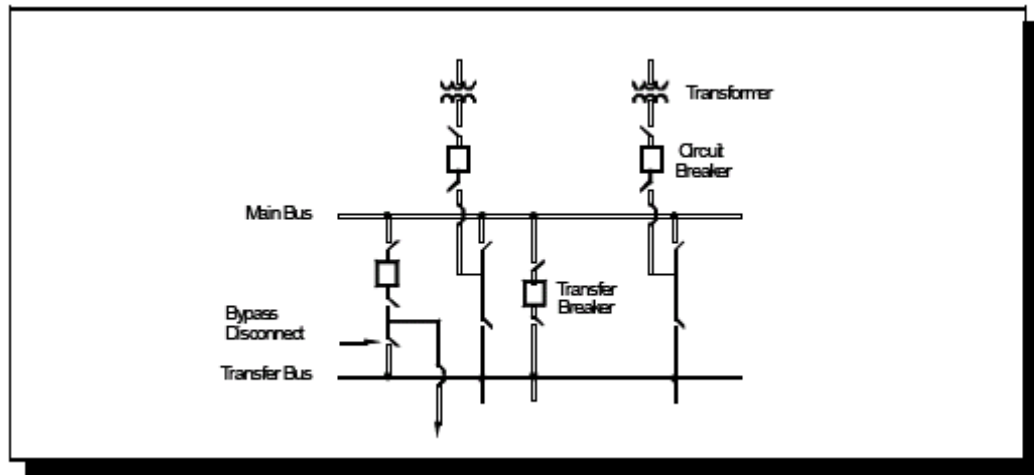 Transformer
Circuit
Breaker
Main Bus
Transfer
Breaker
Bypass
Disconnect
Transfer Bus